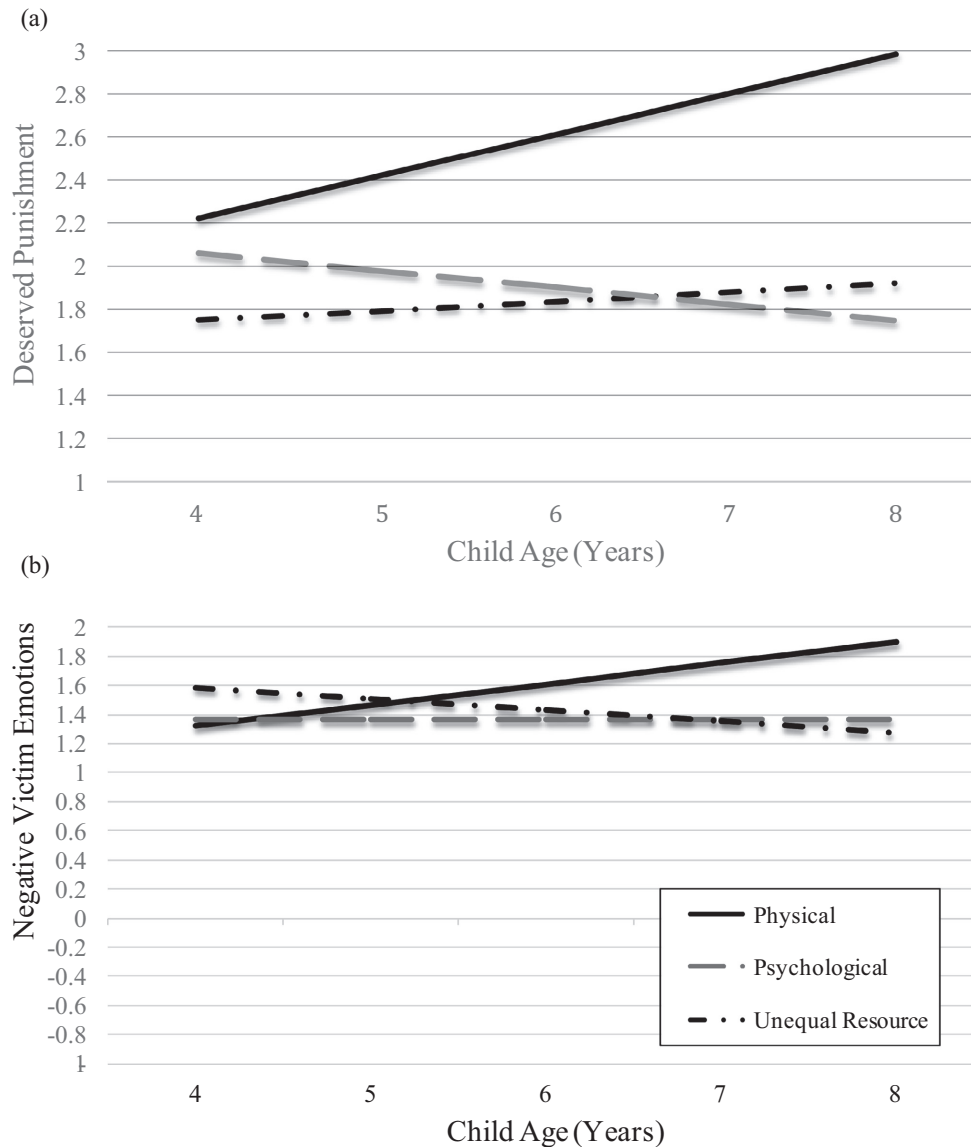 (a)
Deserved Punishment
3
2.8
2.6
2.4
2.2
2
1.8
1.6
1.4
1.2
1
4 5 6 7 8
Child Age (Years)
(b)
Negative Victim Emotions
2
1.8
1.6
1.4
1.2
1
0.8
0.6
0.4
0.2
0
-0.2
-0.4
-0.6
-0.8
-1
Physical
Psychological
Unequal Resource
4 5 6 7 8
Child Age (Years)